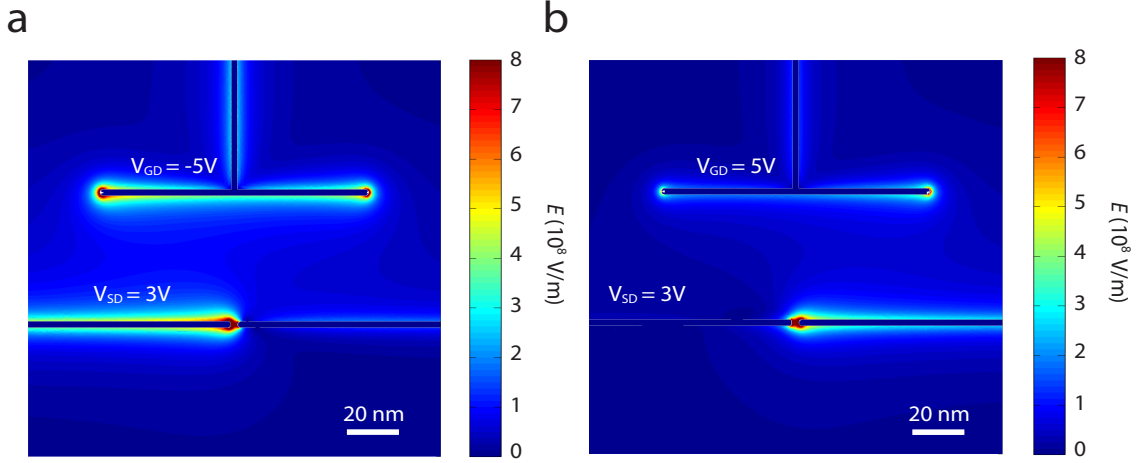 a
V_GD = -5V
V_SD = 3V
20 nm
8
7
6
5
4
3
2
1
0
E (10^8 V/m)
b
V_GD = 5V
V_SD = 3V
20 nm
8
7
6
5
4
3
2
1
0
E (10^8 V/m)